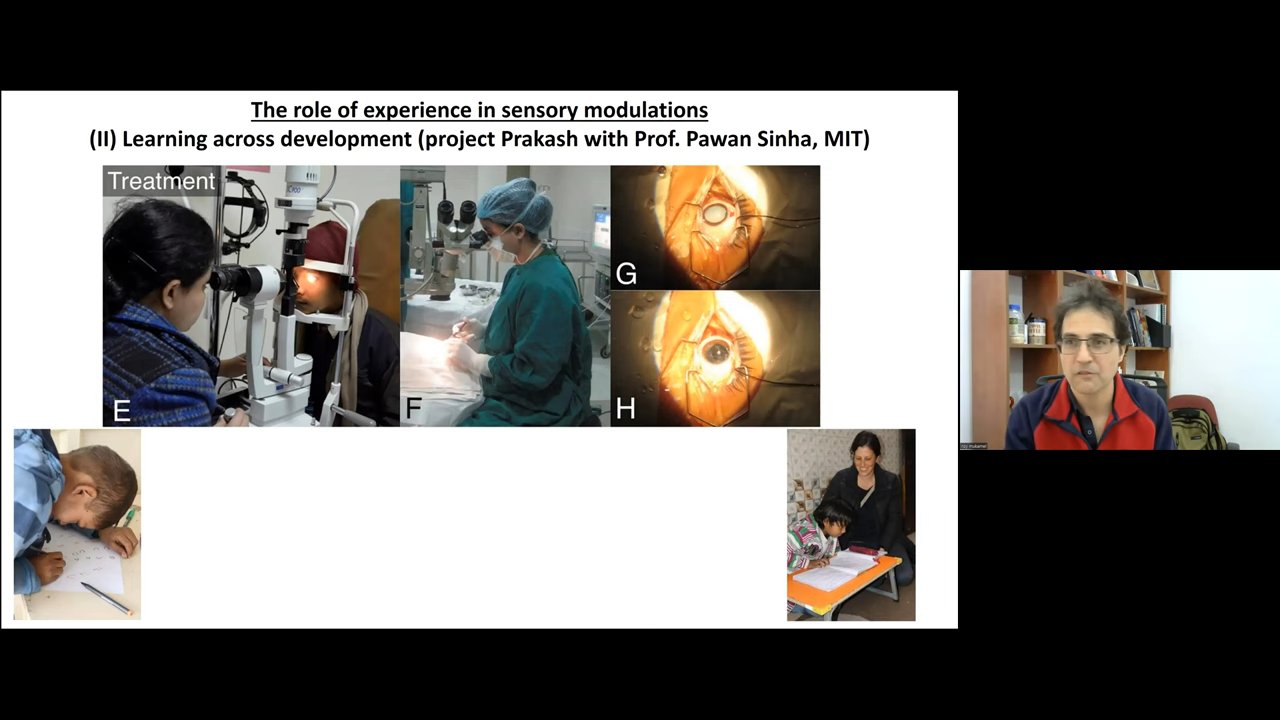 The role of experience in sensory modulations
(II) Learning across development (project Prakash with Prof. Pawan Sinha, MIT)
Treatment
E
F
G
H